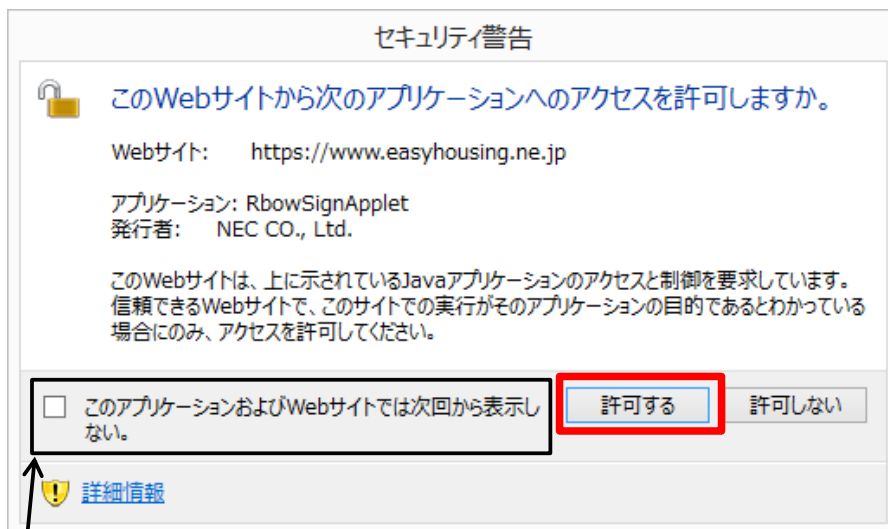 セキュリティ警告
このWebサイトから次のアプリケーションへのアクセスを許可しますか。
Webサイト: https://www.easyhousing.ne.jp
アプリケーション: RbowSignApplet
発行者: NEC CO., Ltd.
このWebサイトは、上に示されているJavaアプリケーションのアクセスと制御を要求しています。
信頼できるWebサイトで、このサイトでの実行がそのアプリケーションの目的であるとわかっている
場合にのみ、アクセスを許可してください。
このアプリケーションおよびWebサイトでは次回から表示し
ない。
許可する
許可しない
詳細情報